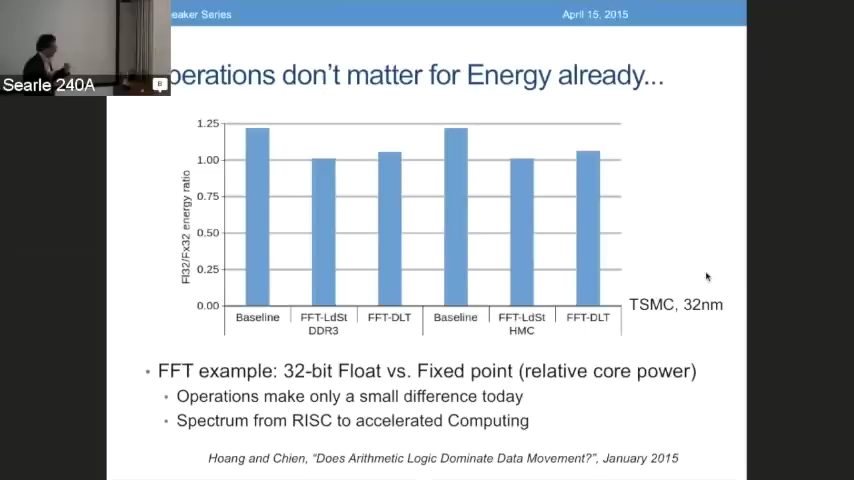 eaker Series
April 15, 2015
Searle 240A
perations don't matter for Energy already...
Fl32/Fx32 energy ratio
1.25
1.00
0.75
0.50
0.25
0.00
Baseline FFT-LdSt FFT-DLT Baseline FFT-LdSt FFT-DLT
DDR3 HMC
TSMC, 32nm
• FFT example: 32-bit Float vs. Fixed point (relative core power)
• Operations make only a small difference today
• Spectrum from RISC to accelerated Computing
Hoang and Chien, "Does Arithmetic Logic Dominate Data Movement?", January 2015